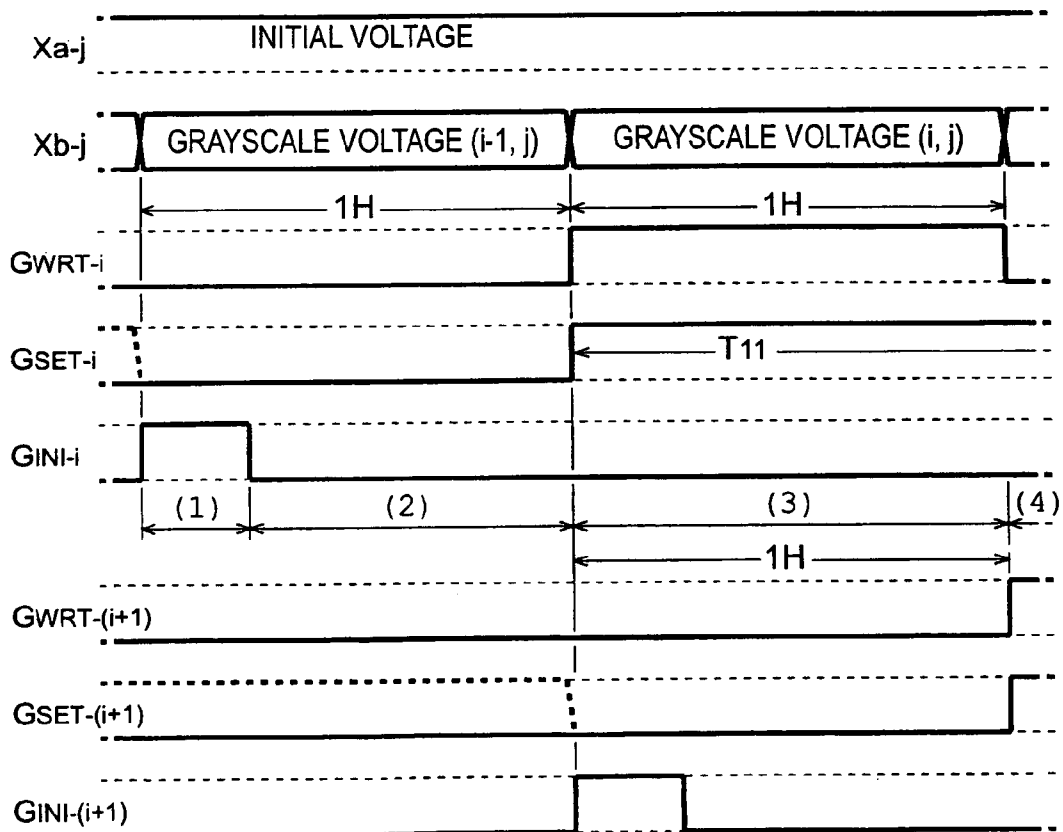 Xa-j INITIAL VOLTAGE
Xb-j GRAYSCALE VOLTAGE (i-1, j) GRAYSCALE VOLTAGE (i, j)
1H 1H
GWRT-i
GSET-i T11
GINI-i
(1) (2) (3) (4)
1H
GWRT-(i+1)
GSET-(i+1)
GINI-(i+1)